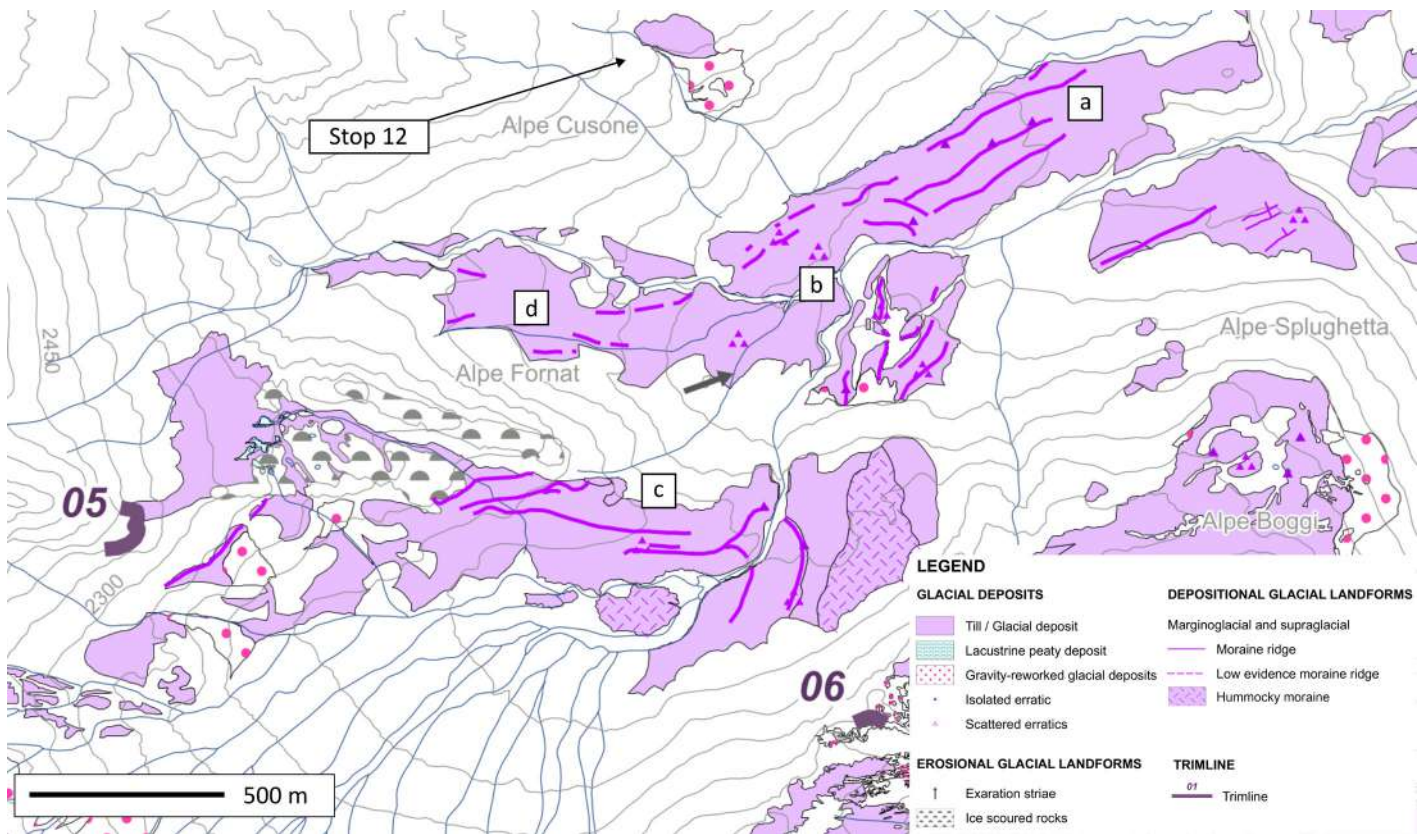 Stop 12
Alpe Cusone
a
b
d
Alpe Splughetta
Alpe Fornat
2450
c
05
Alpe Boggi
2300
06
500 m
LEGEND
GLACIAL DEPOSITS
Till / Glacial deposit
Lacustrine peaty deposit
Gravity-reworked glacial deposits
Isolated erratic
Scattered erratics
EROSIONAL GLACIAL LANDFORMS
Exaration striae
Ice scoured rocks
DEPOSITIONAL GLACIAL LANDFORMS
Marginoglacial and supraglacial
Moraine ridge
Low evidence moraine ridge
Hummocky moraine
TRIMLINE
01
Trimline